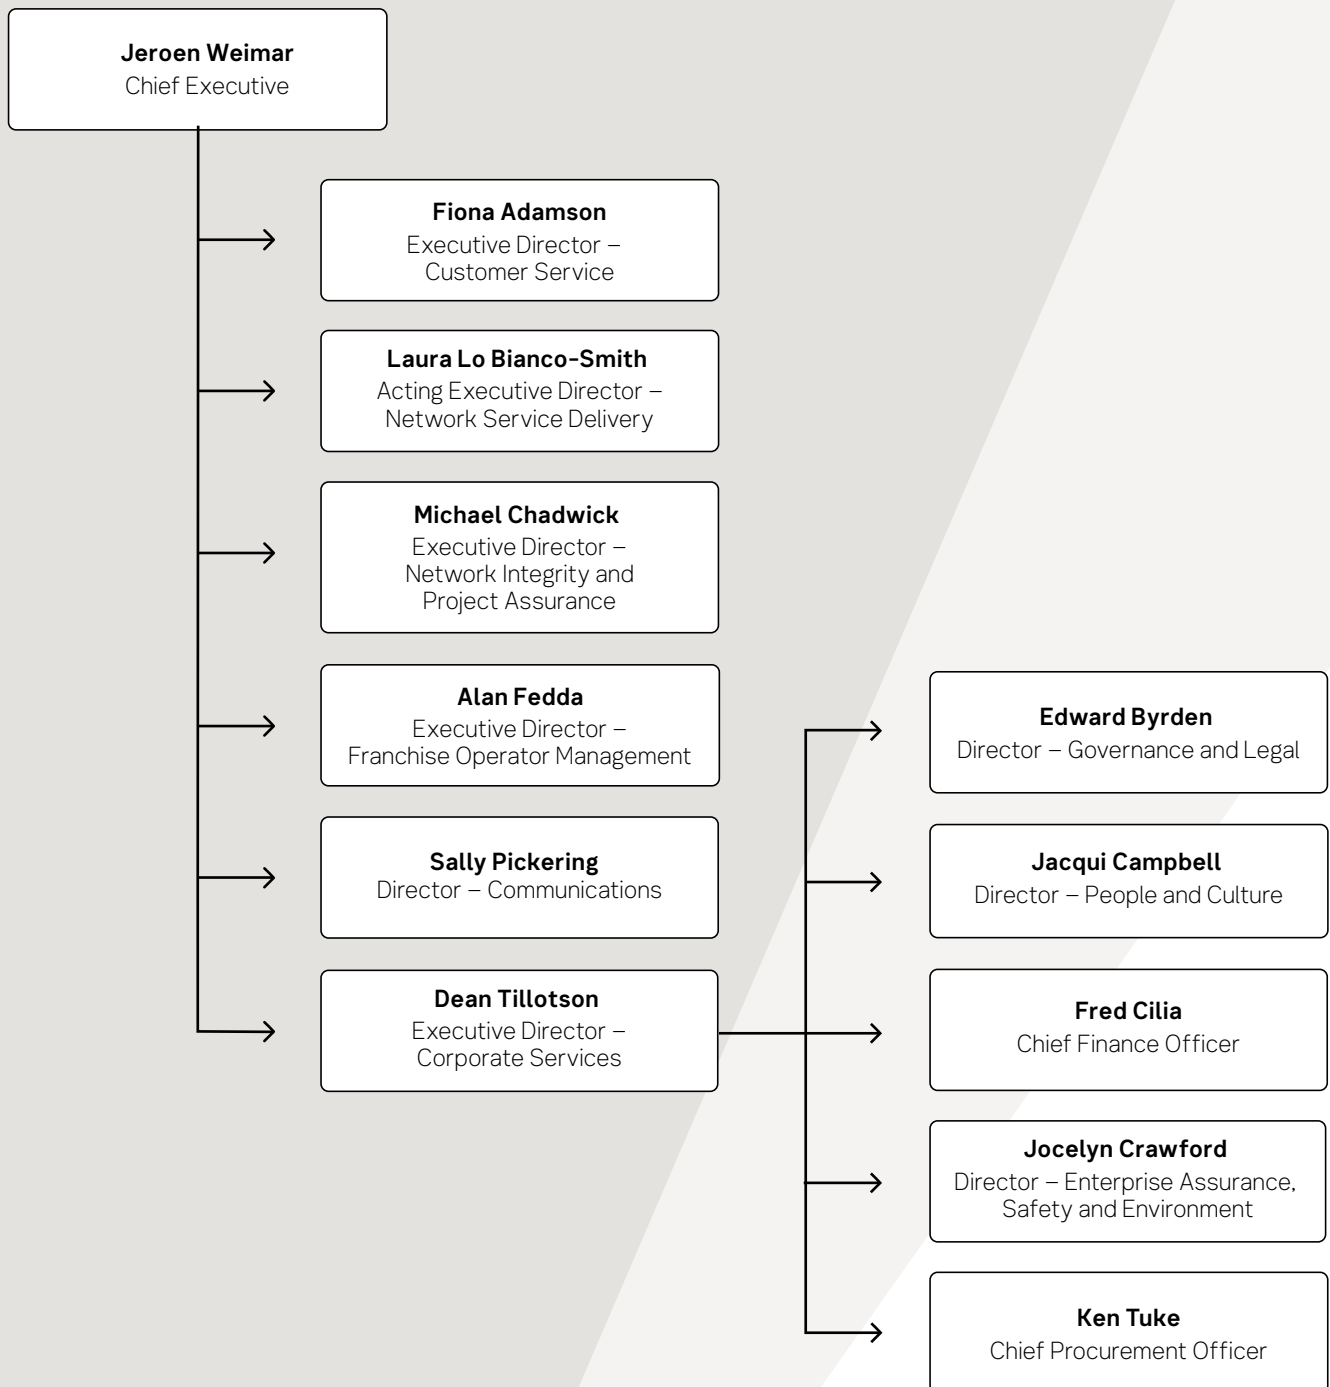 Jeroen Weimar
Chief Executive
Fiona Adamson
Executive Director –
Customer Service
Laura Lo Bianco-Smith
Acting Executive Director –
Network Service Delivery
Michael Chadwick
Executive Director –
Network Integrity and
Project Assurance
Alan Fedda
Executive Director –
Franchise Operator Management
Sally Pickering
Director – Communications
Dean Tillotson
Executive Director –
Corporate Services
Edward Byrden
Director – Governance and Legal
Jacqui Campbell
Director – People and Culture
Fred Cilia
Chief Finance Officer
Jocelyn Crawford
Director – Enterprise Assurance,
Safety and Environment
Ken Tuke
Chief Procurement Officer